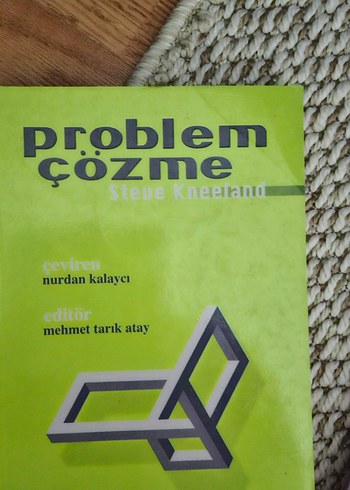 problem
çözme
Steve Kneeland
çeviren
nurdan kalaycı
editör
mehmet tarık atay